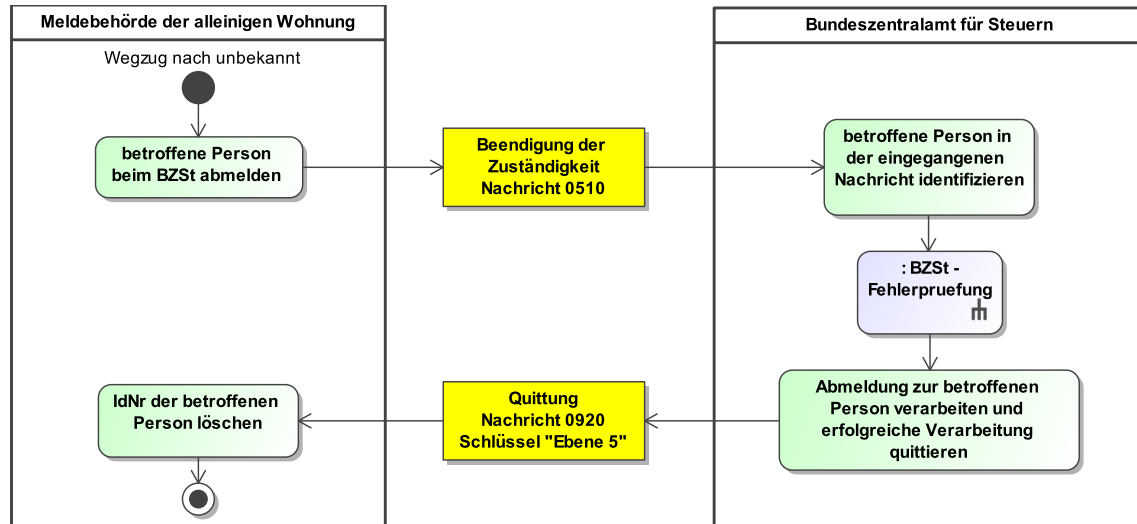 Meldebehörde der alleinigen Wohnung
Bundeszentralamt für Steuern
Wegzug nach unbekannt
betroffene Person
beim BZSt abmelden
Beendigung der
Zuständigkeit
Nachricht 0510
betroffene Person in
der eingegangenen
Nachricht identifizieren
: BZSt -
Fehlerpruefung
Abmeldung zur betroffenen
Person verarbeiten und
erfolgreiche Verarbeitung
quittieren
Quittung
Nachricht 0920
Schlüssel "Ebene 5"
IdNr der betroffenen
Person löschen